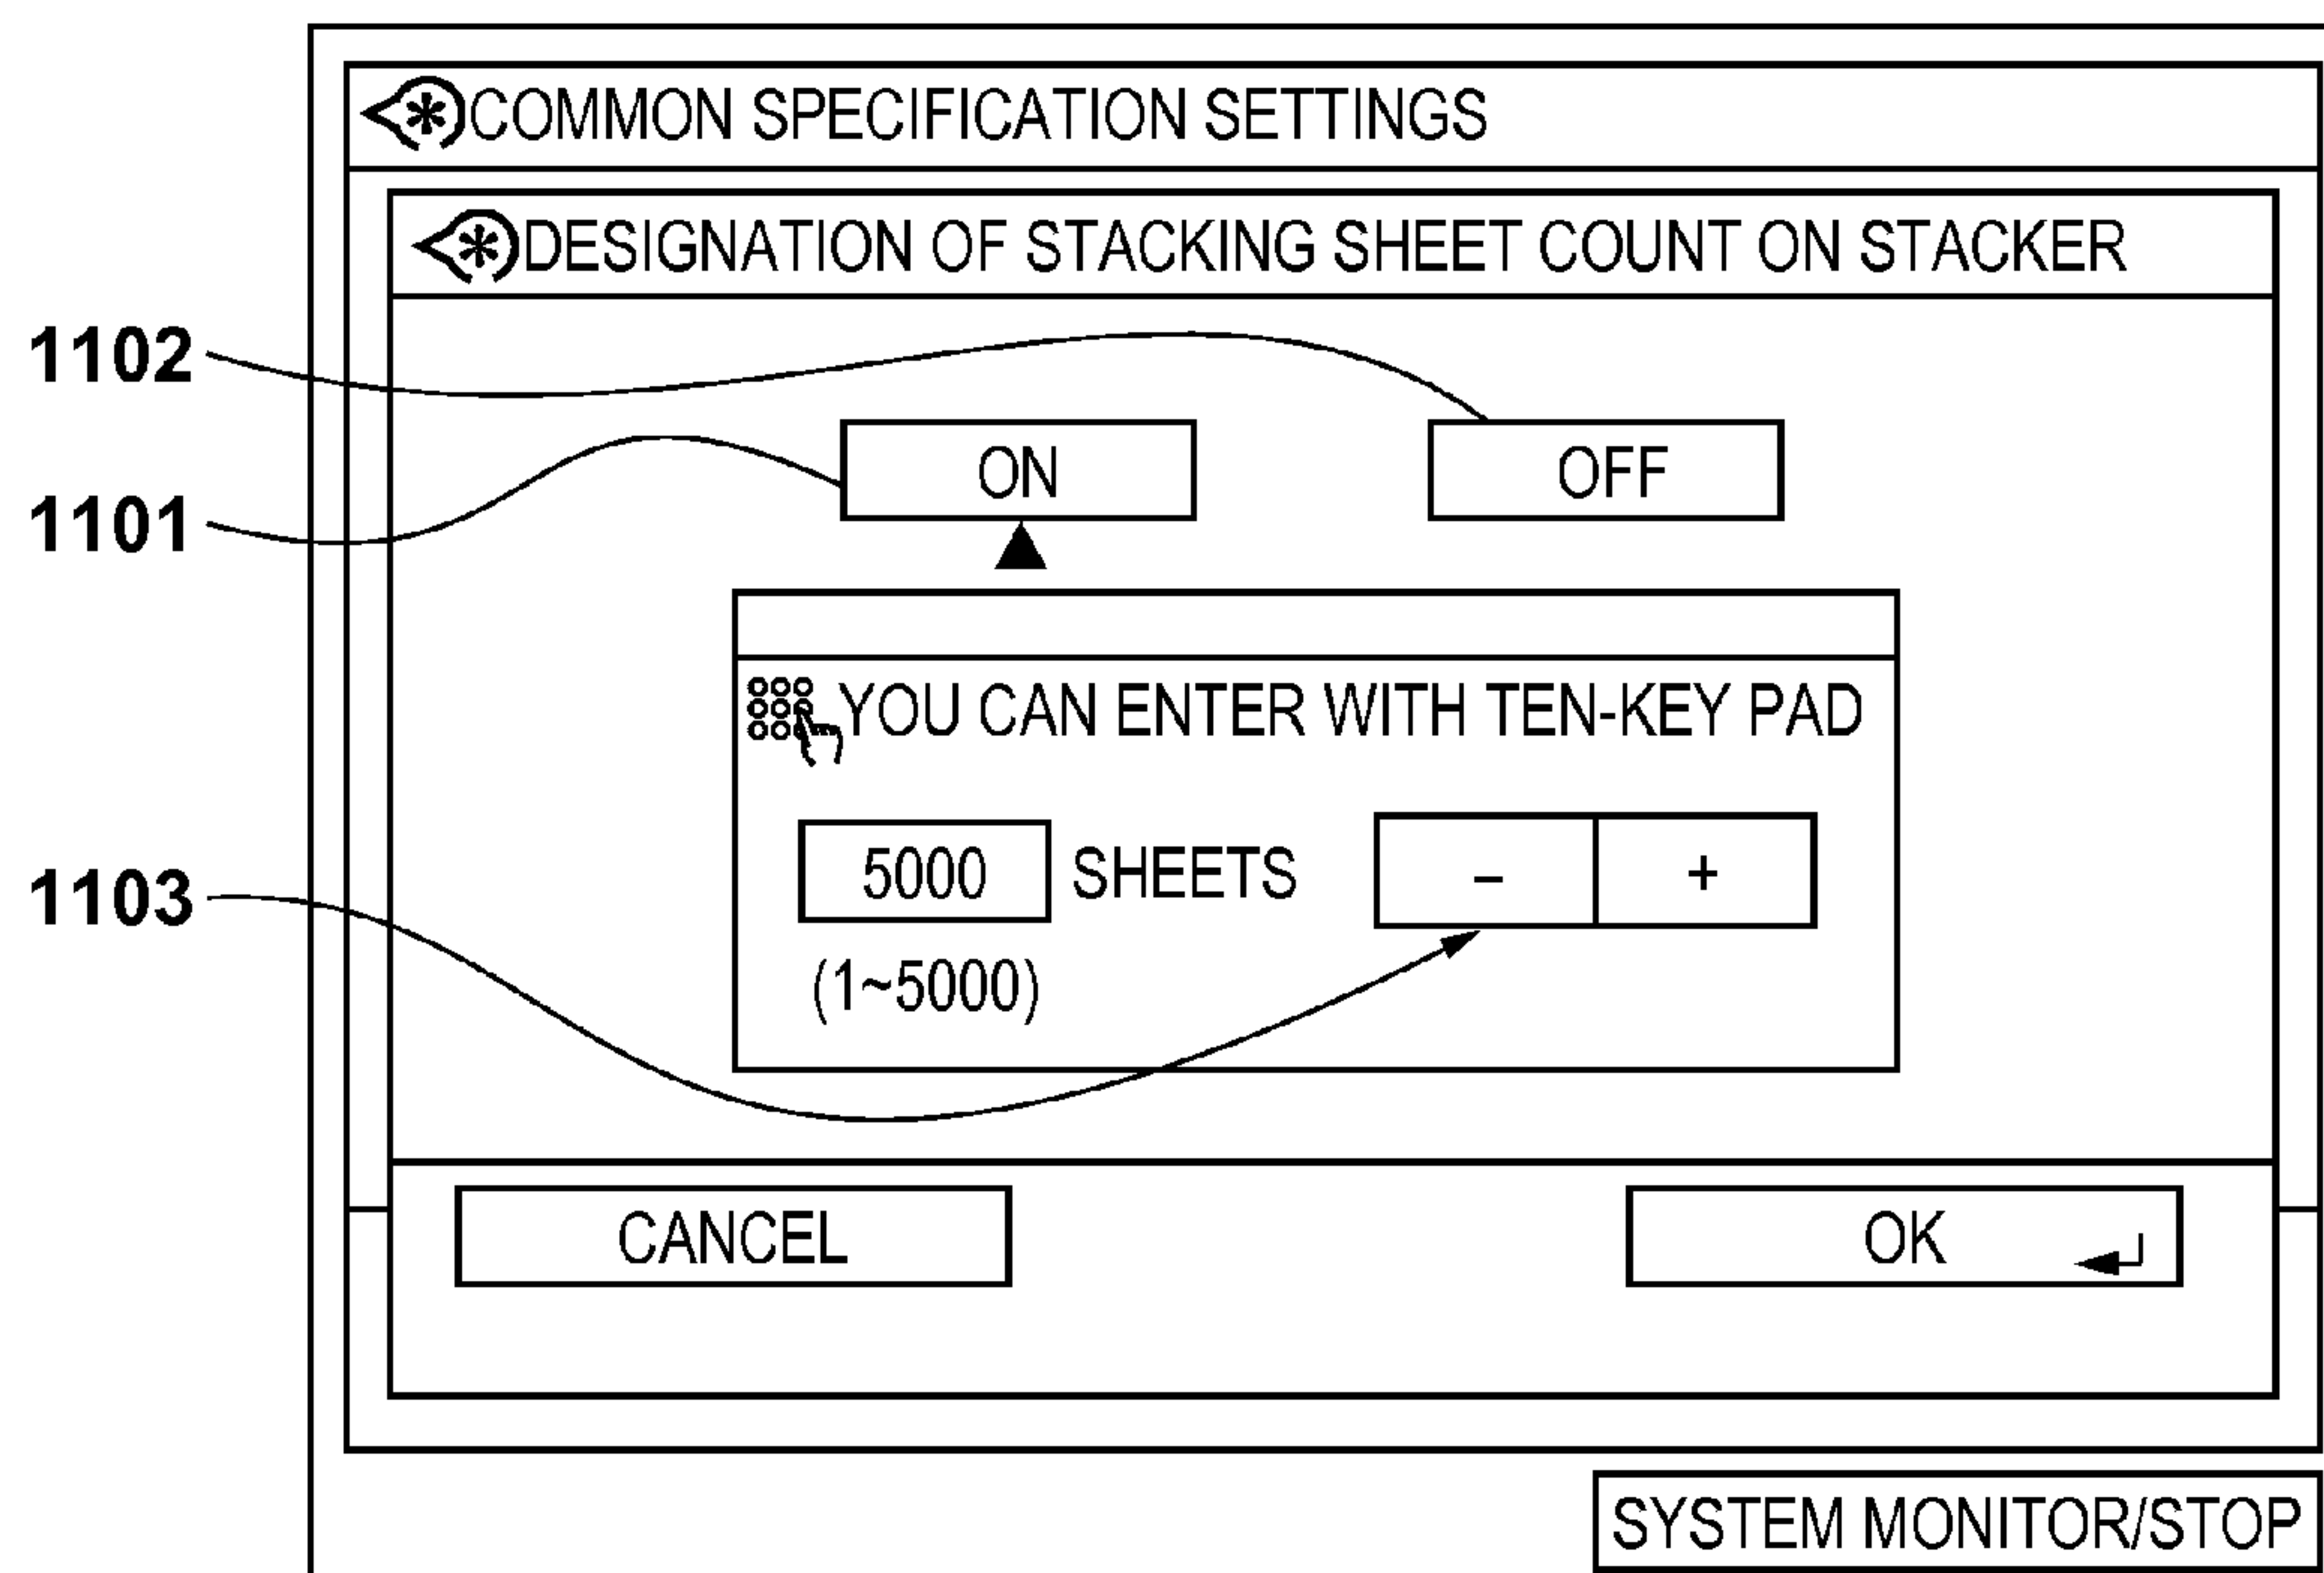 COMMON SPECIFICATION SETTINGS
DESIGNATION OF STACKING SHEET COUNT ON STACKER
1102
ON OFF
1101
YOU CAN ENTER WITH TEN-KEY PAD
1103
5000 SHEETS - +
(1~5000)
CANCEL OK
SYSTEM MONITOR/STOP